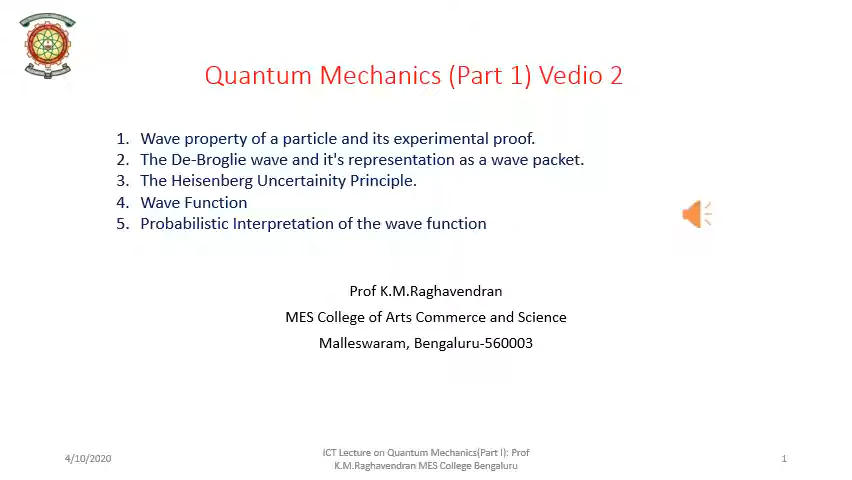 Quantum Mechanics (Part 1) Vedio 2
1. Wave property of a particle and its experimental proof.
2. The De-Broglie wave and it's representation as a wave packet.
3. The Heisenberg Uncertainity Principle.
4. Wave Function
5. Probabilistic Interpretation of the wave function
Prof K.M.Raghavendran
MES College of Arts Commerce and Science
Malleswaram, Bengaluru-560003
4/10/2020
ICT Lecture on Quantum Mechanics(Part I): Prof
K.M.Raghavendran MES College Bengaluru
1